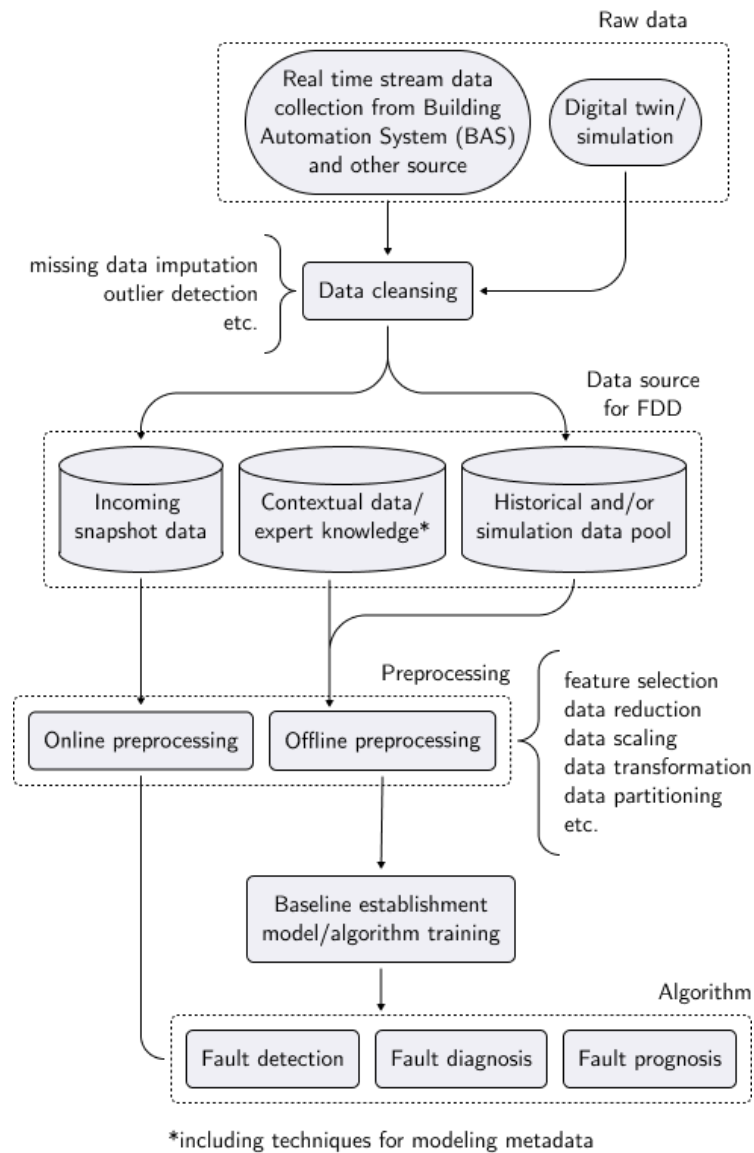 Raw data
Real time stream data
collection from Building
Automation System (BAS)
and other source
Digital twin/
simulation
missing data imputation
outlier detection
etc.
Data cleansing
Data source
for FDD
Incoming
snapshot data
Contextual data/
expert knowledge*
Historical and/or
simulation data pool
Preprocessing
Online preprocessing
Offline preprocessing
feature selection
data reduction
data scaling
data transformation
data partitioning
etc.
Baseline establishment
model/algorithm training
Algorithm
Fault detection
Fault diagnosis
Fault prognosis
*including techniques for modeling metadata